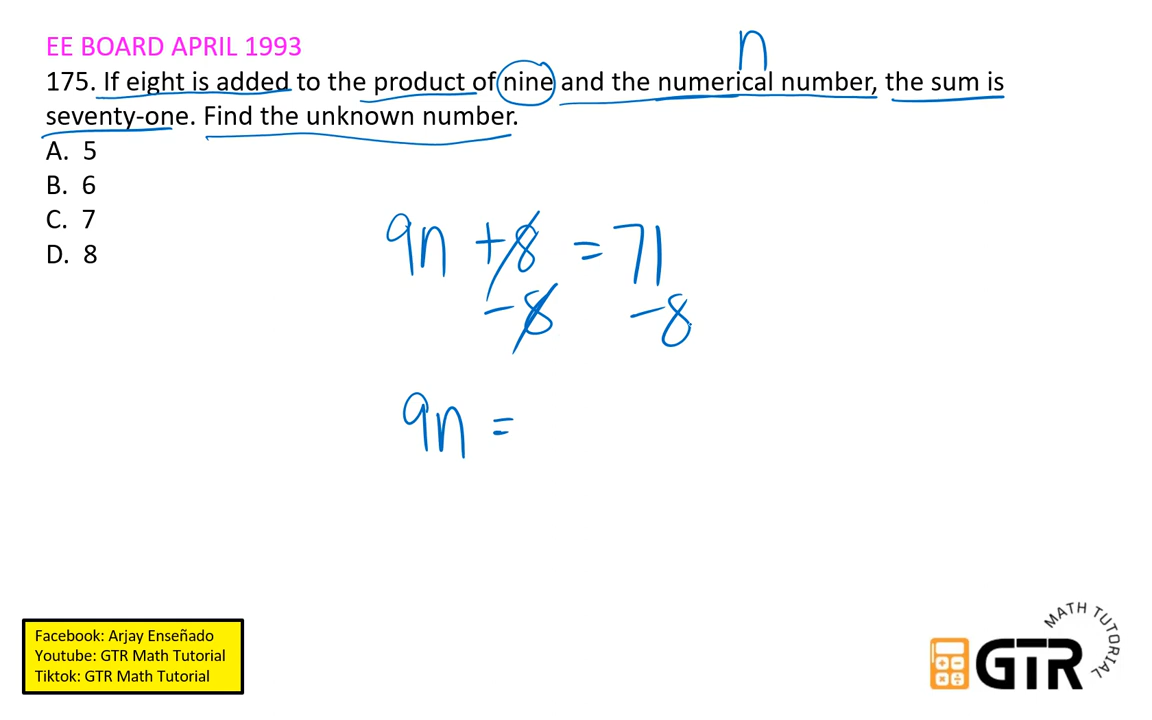 EE BOARD APRIL 1993
n
175. If eight is added to the product of nine and the numerical number, the sum is
seventy-one. Find the unknown number.
A. 5
B. 6
C. 7
D. 8
9n + 8 = 71
- 8 - 8
9n =
Facebook: Arjay Enseñado
Youtube: GTR Math Tutorial
Tiktok: GTR Math Tutorial
MATH TUTORIAL
GTR